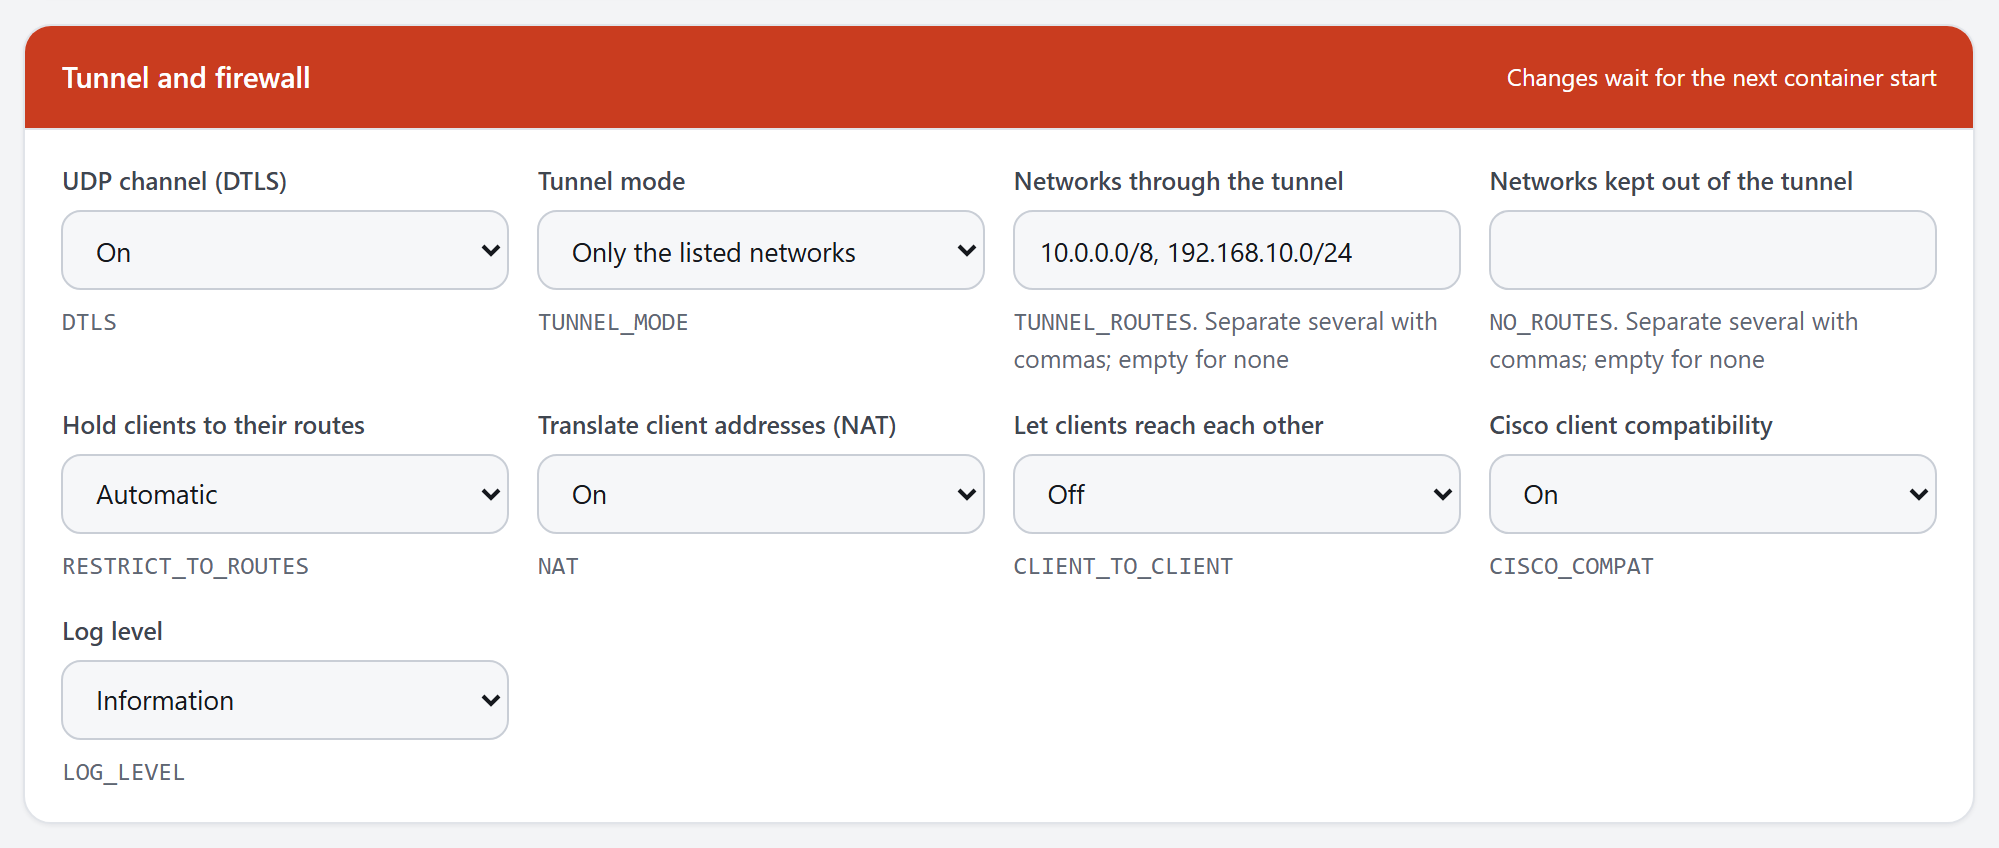 Tunnel and firewall
Changes wait for the next container start
UDP channel (DTLS)
On
DTLS
Tunnel mode
Only the listed networks
TUNNEL_MODE
Networks through the tunnel
10.0.0.0/8, 192.168.10.0/24
TUNNEL_ROUTES. Separate several with
commas; empty for none
Networks kept out of the tunnel
NO_ROUTES. Separate several with
commas; empty for none
Hold clients to their routes
Automatic
RESTRICT_TO_ROUTES
Translate client addresses (NAT)
On
NAT
Let clients reach each other
Off
CLIENT_TO_CLIENT
Cisco client compatibility
On
CISCO_COMPAT
Log level
Information
LOG_LEVEL